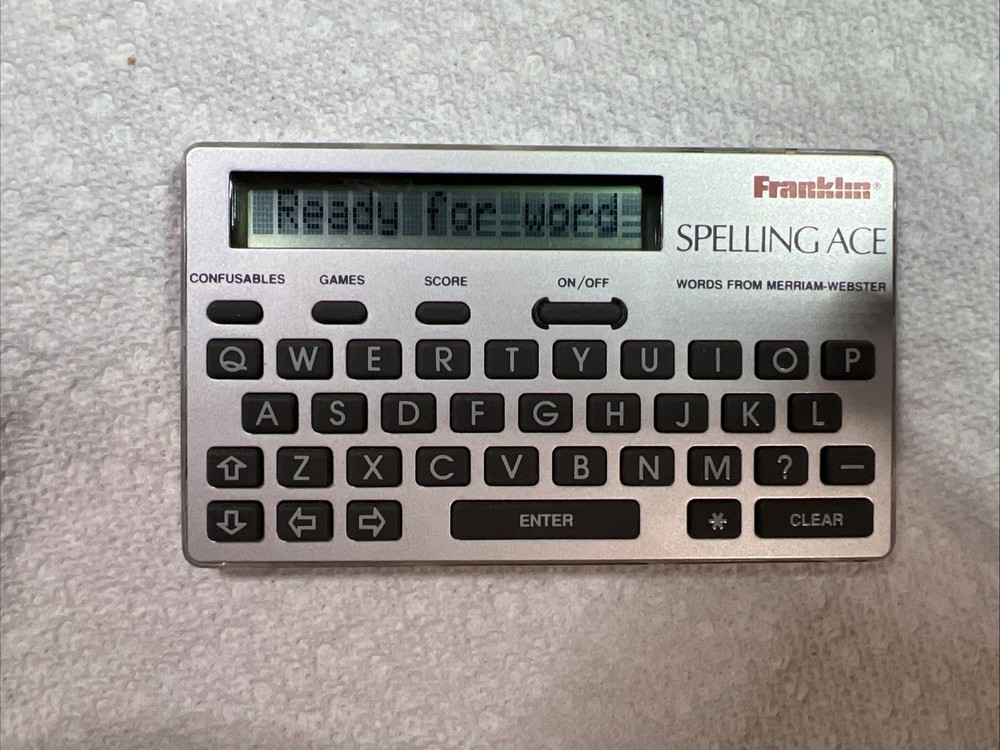 Franklin®
Ready for word
SPELLING ACE
CONFUSABLES GAMES SCORE ON/OFF WORDS FROM MERRIAM-WEBSTER
Q W E R T Y U I O P
A S D F G H J K L
Z X C V B N M ? –
ENTER * CLEAR